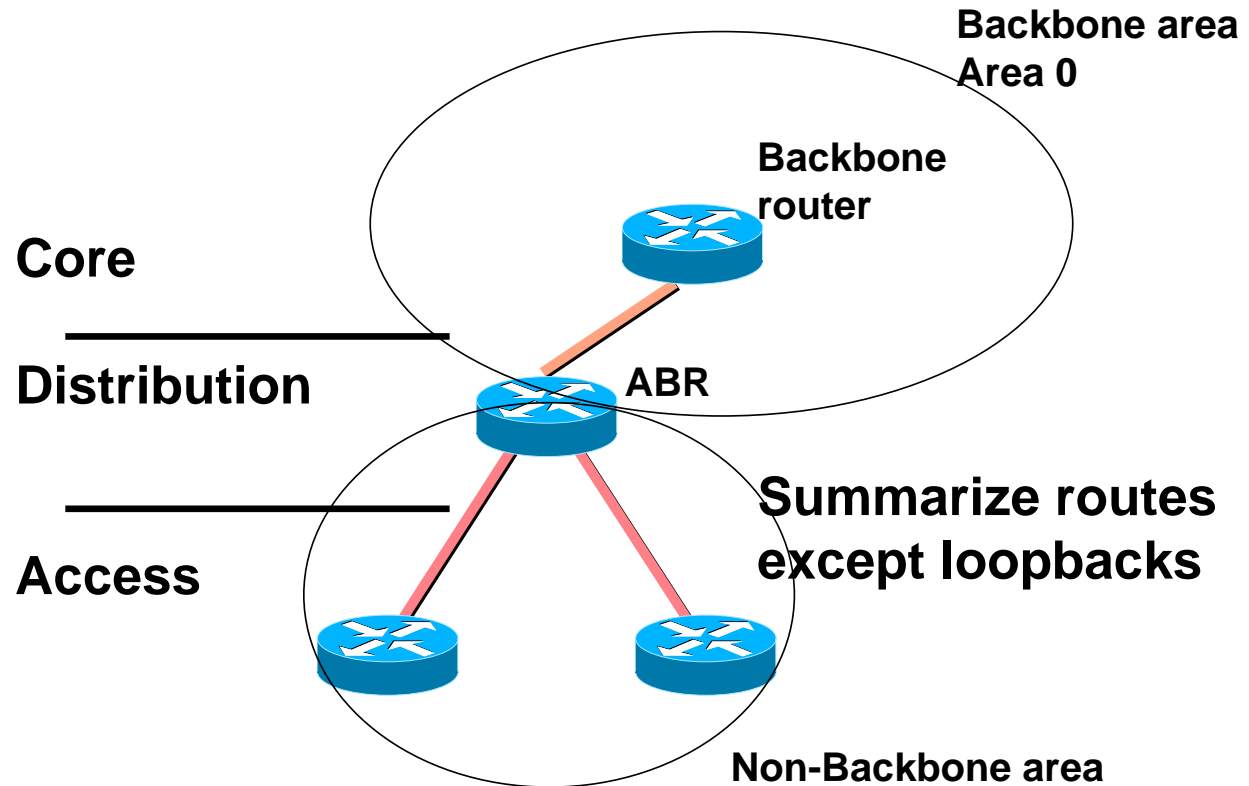 Backbone area
Area 0
Backbone
router
Core
Distribution
ABR
Summarize routes
except loopbacks
Access
Non-Backbone area